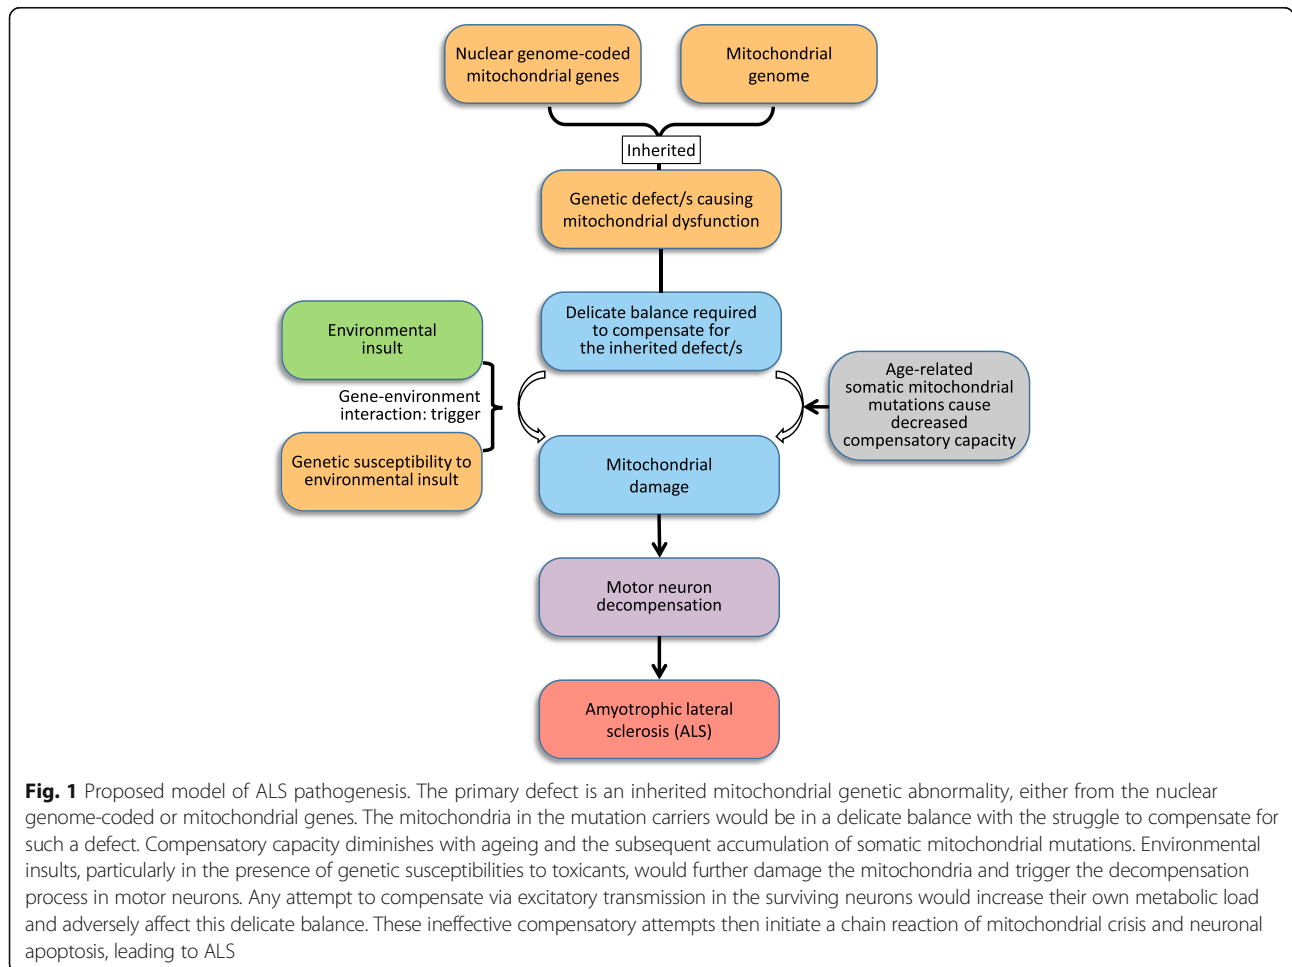 Nuclear genome-coded
mitochondrial genes
Mitochondrial
genome
Inherited
Genetic defect/s causing
mitochondrial dysfunction
Delicate balance required
to compensate for
the inherited defect/s
Environmental
insult
Gene-environment
interaction: trigger
Genetic susceptibility to
environmental insult
Age-related
somatic mitochondrial
mutations cause
decreased
compensatory capacity
Mitochondrial
damage
Motor neuron
decompensation
Amyotrophic lateral
sclerosis (ALS)
Fig. 1 Proposed model of ALS pathogenesis. The primary defect is an inherited mitochondrial genetic abnormality, either from the nuclear
genome-coded or mitochondrial genes. The mitochondria in the mutation carriers would be in a delicate balance with the struggle to compensate for
such a defect. Compensatory capacity diminishes with ageing and the subsequent accumulation of somatic mitochondrial mutations. Environmental
insults, particularly in the presence of genetic susceptibilities to toxicants, would further damage the mitochondria and trigger the decompensation
process in motor neurons. Any attempt to compensate via excitatory transmission in the surviving neurons would increase their own metabolic load
and adversely affect this delicate balance. These ineffective compensatory attempts then initiate a chain reaction of mitochondrial crisis and neuronal
apoptosis, leading to ALS